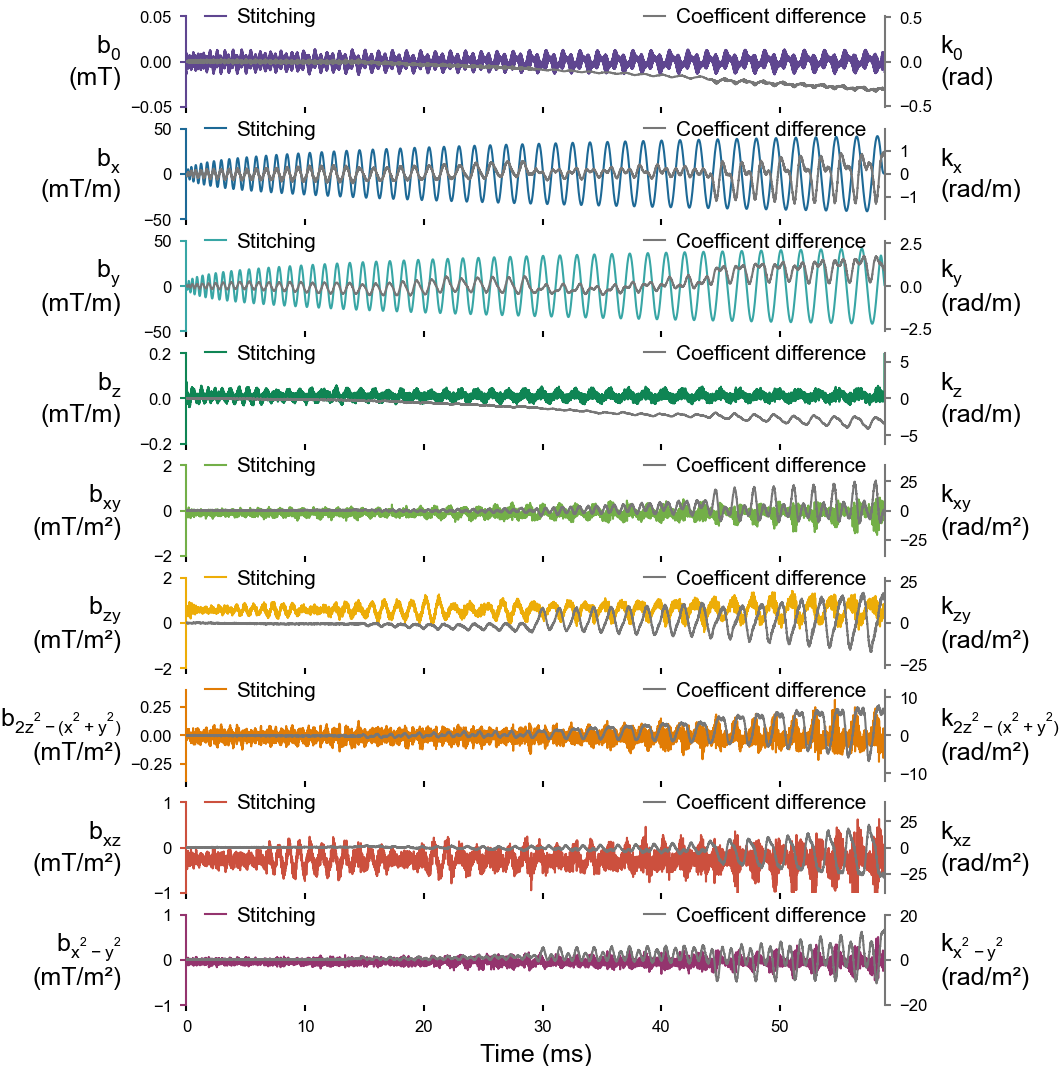 Stitching Coefficent difference
0.05 0.5
b0 k0
0.00 0.0
(mT) (rad)
−0.05 −0.5
Stitching Coefficent difference
50
bx 1 kx
0 0
(mT/m) −1 (rad/m)
−50
Stitching Coefficent difference
50 2.5
by ky
0 0.0
(mT/m) (rad/m)
−50 −2.5
Stitching Coefficent difference
0.2 5
bz kz
0.0 0
(mT/m) (rad/m)
−0.2 −5
Stitching Coefficent difference
2 25
bxy kxy
0 0
(mT/m²) (rad/m²)
−2 −25
Stitching Coefficent difference
2 25
bzy kzy
0 0
(mT/m²) (rad/m²)
−2 −25
Stitching Coefficent difference
0.25 10
b2z² − (x² + y²) k2z² − (x² + y²)
0.00 0
(mT/m²) (rad/m²)
−0.25 −10
Stitching Coefficent difference
1 25
bxz kxz
0 0
(mT/m²) (rad/m²)
−1 −25
Stitching Coefficent difference
1 20
bx² − y² kx² − y²
0 0
(mT/m²) (rad/m²)
−1 −20
0 10 20 30 40 50
Time (ms)